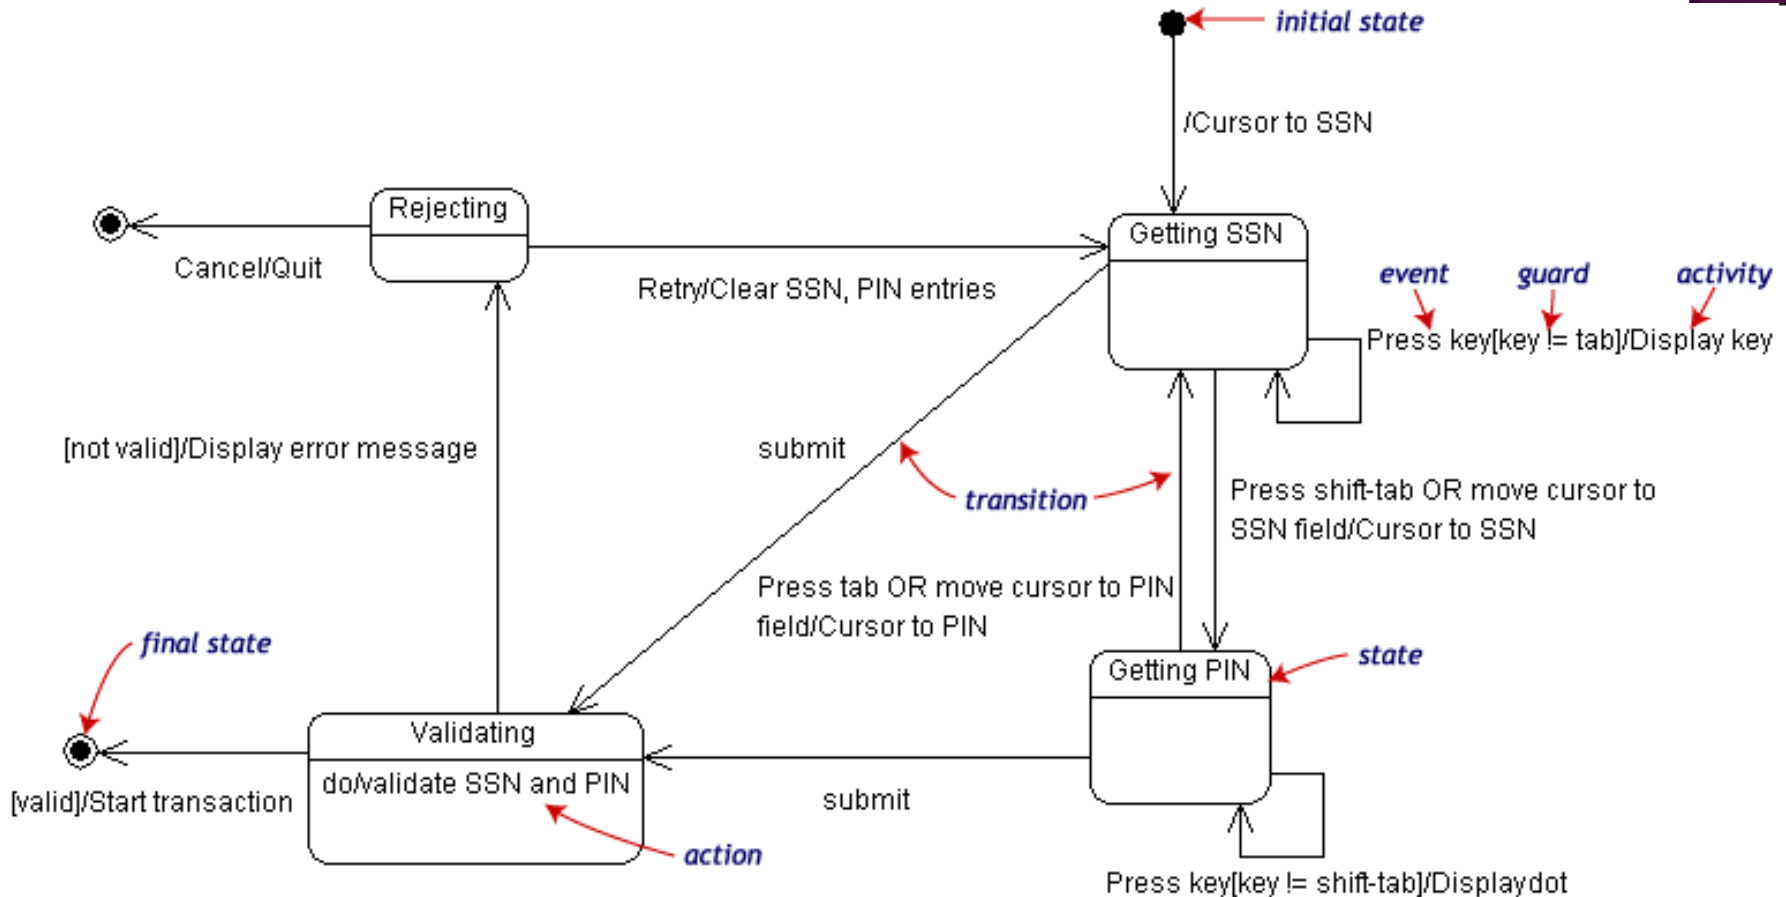 initial state
/Cursor to SSN
Rejecting
Getting SSN
Cancel/Quit
Retry/Clear SSN, PIN entries
event
guard
activity
Press key[key != tab]/Display key
[not valid]/Display error message
submit
transition
Press shift-tab OR move cursor to
SSN field/Cursor to SSN
Press tab OR move cursor to PIN
field/Cursor to PIN
final state
Getting PIN
state
Validating
do/validate SSN and PIN
[valid]/Start transaction
submit
action
Press key[key != shift-tab]/Displaydot